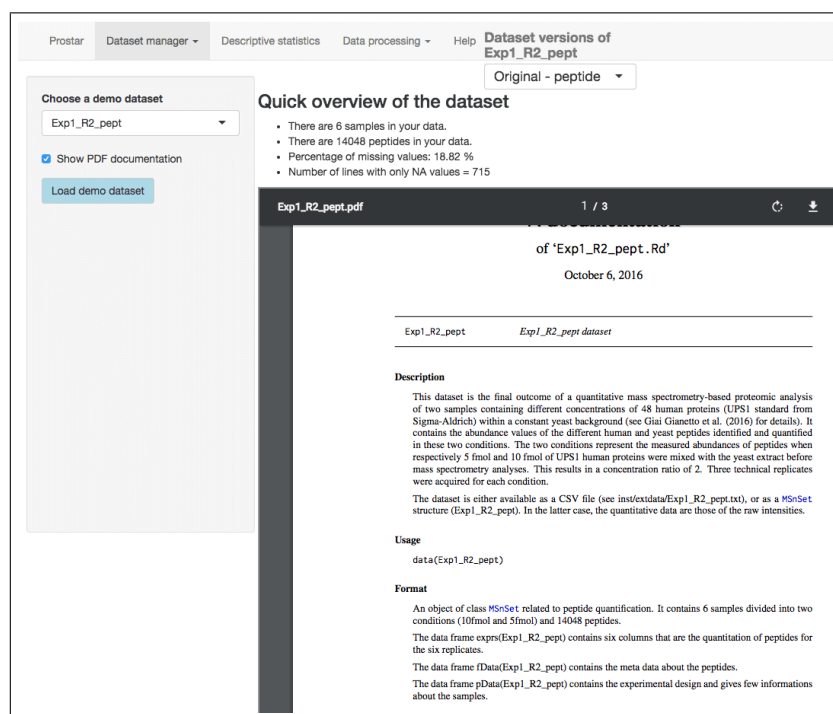 Prostar Dataset manager Descriptive statistics Data processing Help
Dataset versions of
Exp1_R2_pept
Original - peptide
Choose a demo dataset
Exp1_R2_pept
Show PDF documentation
Load demo dataset
Quick overview of the dataset
There are 6 samples in your data.
There are 14048 peptides in your data.
Percentage of missing values: 18.82 %
Number of lines with only NA values = 715
Exp1_R2_pept.pdf 1 / 3
of ‘Exp1_R2_pept.Rd’
October 6, 2016
Exp1_R2_pept Exp1_R2_pept dataset
Description
This dataset is the final outcome of a quantitative mass spectrometry-based proteomic analysis
of two samples containing different concentrations of 48 human proteins (UPS1 standard from
Sigma-Aldrich) within a constant yeast background (see Giai Gianetto et al. (2016) for details). It
contains the abundance values of the different human and yeast peptides identified and quantified
in these two conditions. The two conditions represent the measured abundances of peptides when
respectively 5 fmol and 10 fmol of UPS1 human proteins were mixed with the yeast extract before
mass spectrometry analyses. This results in a concentration ratio of 2. Three technical replicates
were acquired for each condition.
The dataset is either available as a CSV file (see inst/extdata/Exp1_R2_pept.txt), or as a MSnSet
structure (Exp1_R2_pept). In the latter case, the quantitative data are those of the raw intensities.
Usage
data(Exp1_R2_pept)
Format
An object of class MSnSet related to peptide quantification. It contains 6 samples divided into two
conditions (10fmol and 5fmol) and 14048 peptides.
The data frame exprs(Exp1_R2_pept) contains six columns that are the quantitation of peptides for
the six replicates.
The data frame fData(Exp1_R2_pept) contains the meta data about the peptides.
The data frame pData(Exp1_R2_pept) contains the experimental design and gives few informations
about the samples.